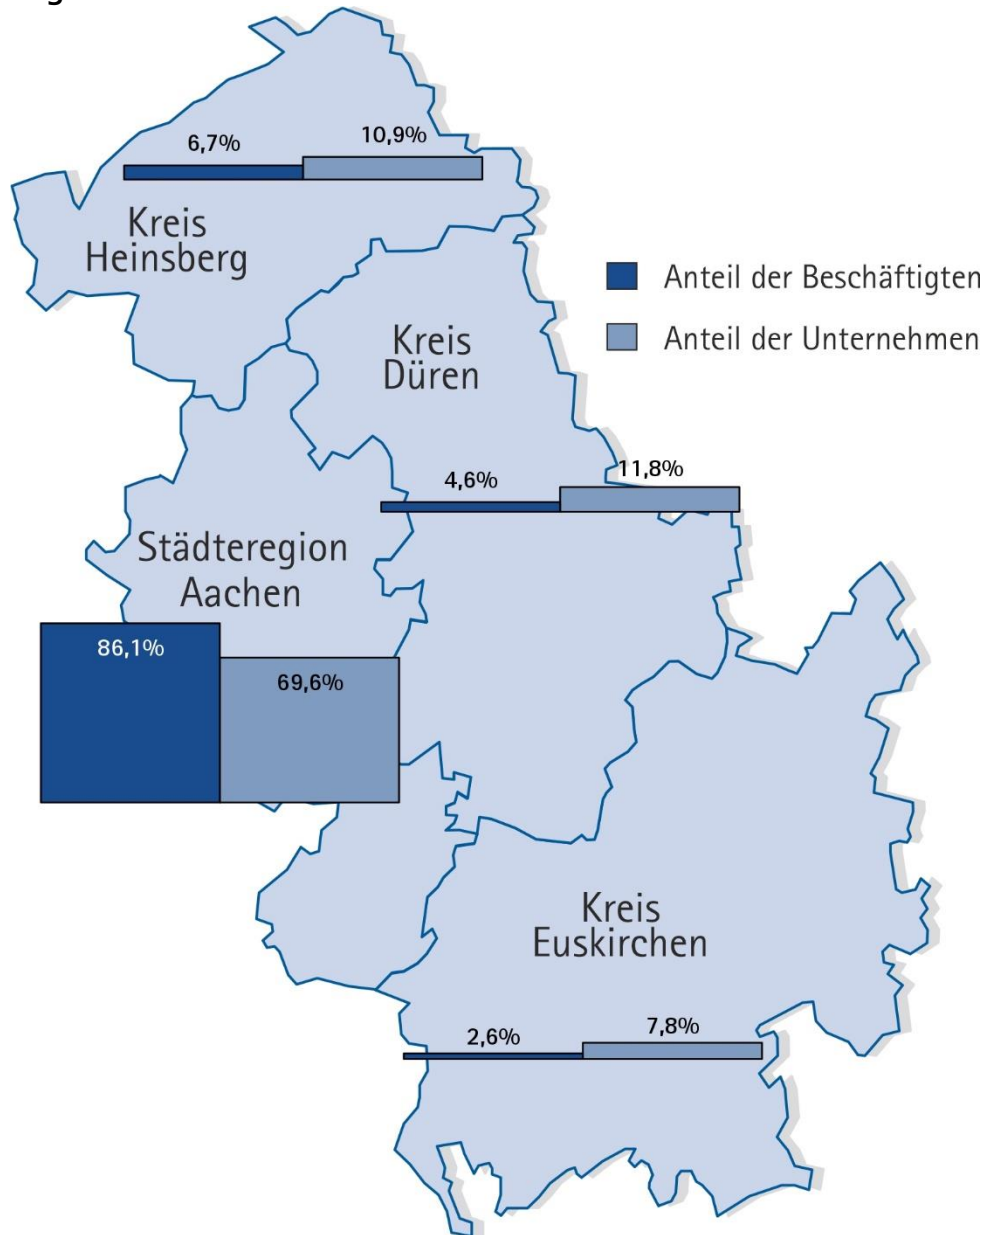 6,7%
10,9%
Kreis
Heinsberg
Anteil der Beschäftigten
Anteil der Unternehmen
Kreis
Düren
4,6%
11,8%
Städteregion
Aachen
86,1%
69,6%
Kreis
Euskirchen
2,6%
7,8%